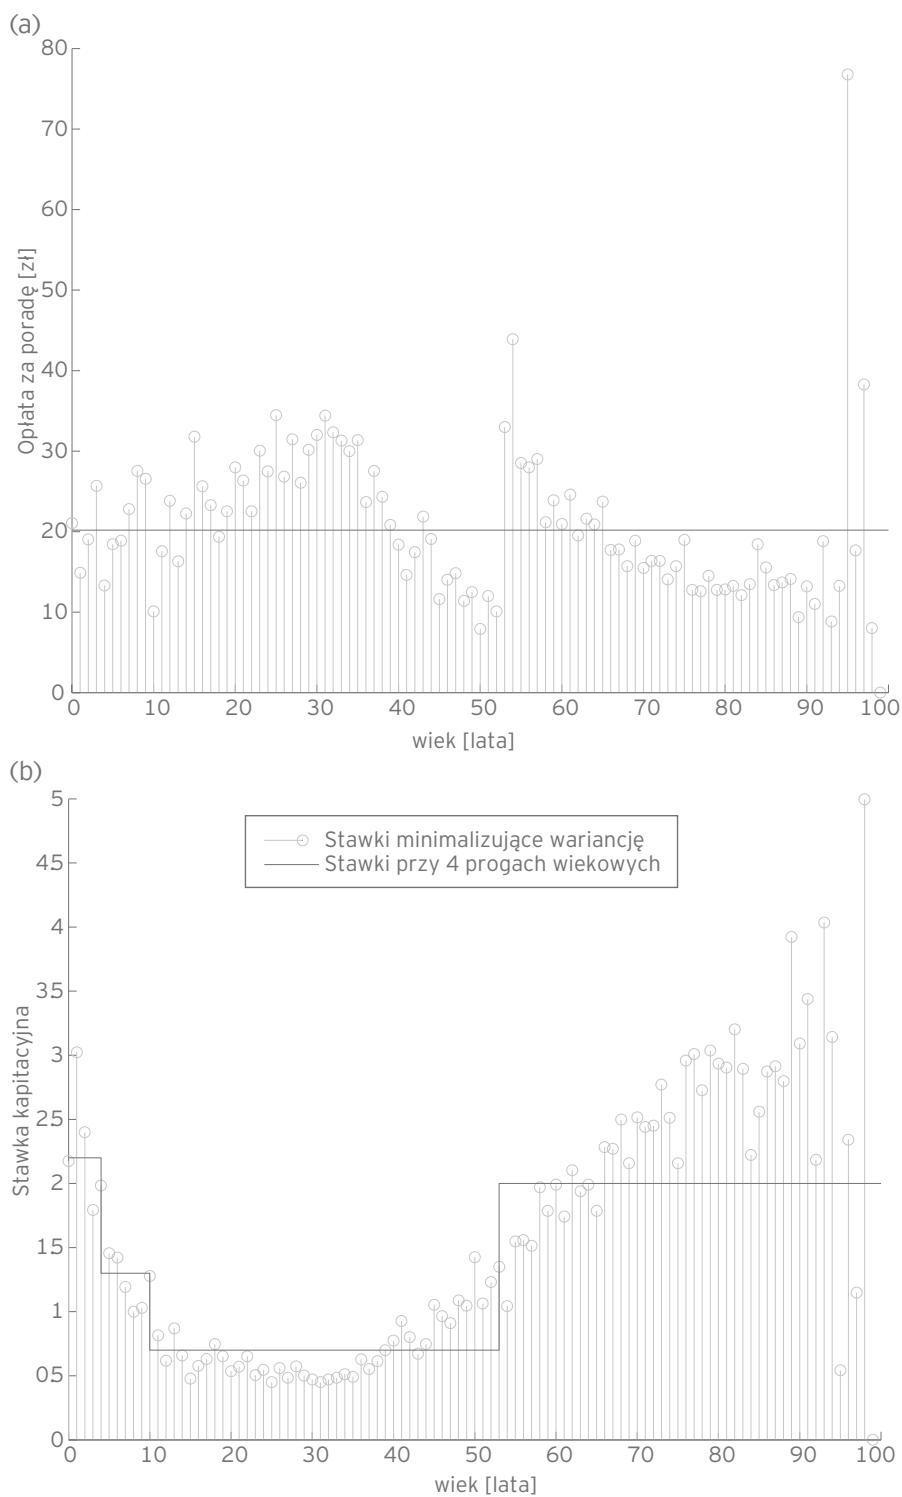 (a)
80
70
60
50
40
30
20
10
0
Opłata za poradę [zł]
0 10 20 30 40 50 60 70 80 90 100
wiek [lata]
(b)
5
45
4
35
3
25
2
15
1
05
0
Stawka kapitacyjna
Stawki minimalizujące wariancję
Stawki przy 4 progach wiekowych
0 10 20 30 40 50 60 70 80 90 100
wiek [lata]